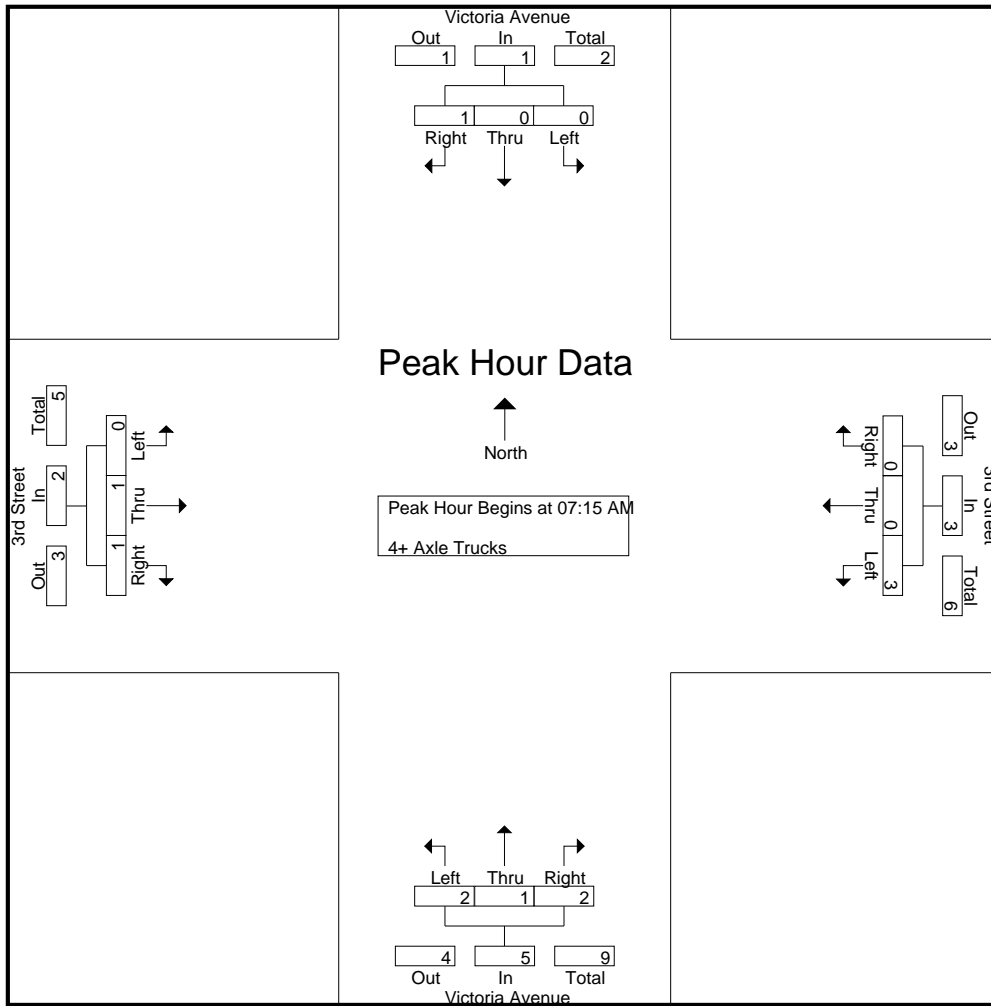 Victoria Avenue
Out In Total
1 1 2
1 0 0
Right Thru Left
Peak Hour Data
North
Peak Hour Begins at 07:15 AM
4+ Axle Trucks
3rd Street
Out In Total
3 2 5
Left Thru Right
0 1 1
3rd Street
Out In Total
3 3 6
Right Thru Left
0 0 3
Left Thru Right
2 1 2
4 5 9
Out In Total
Victoria Avenue